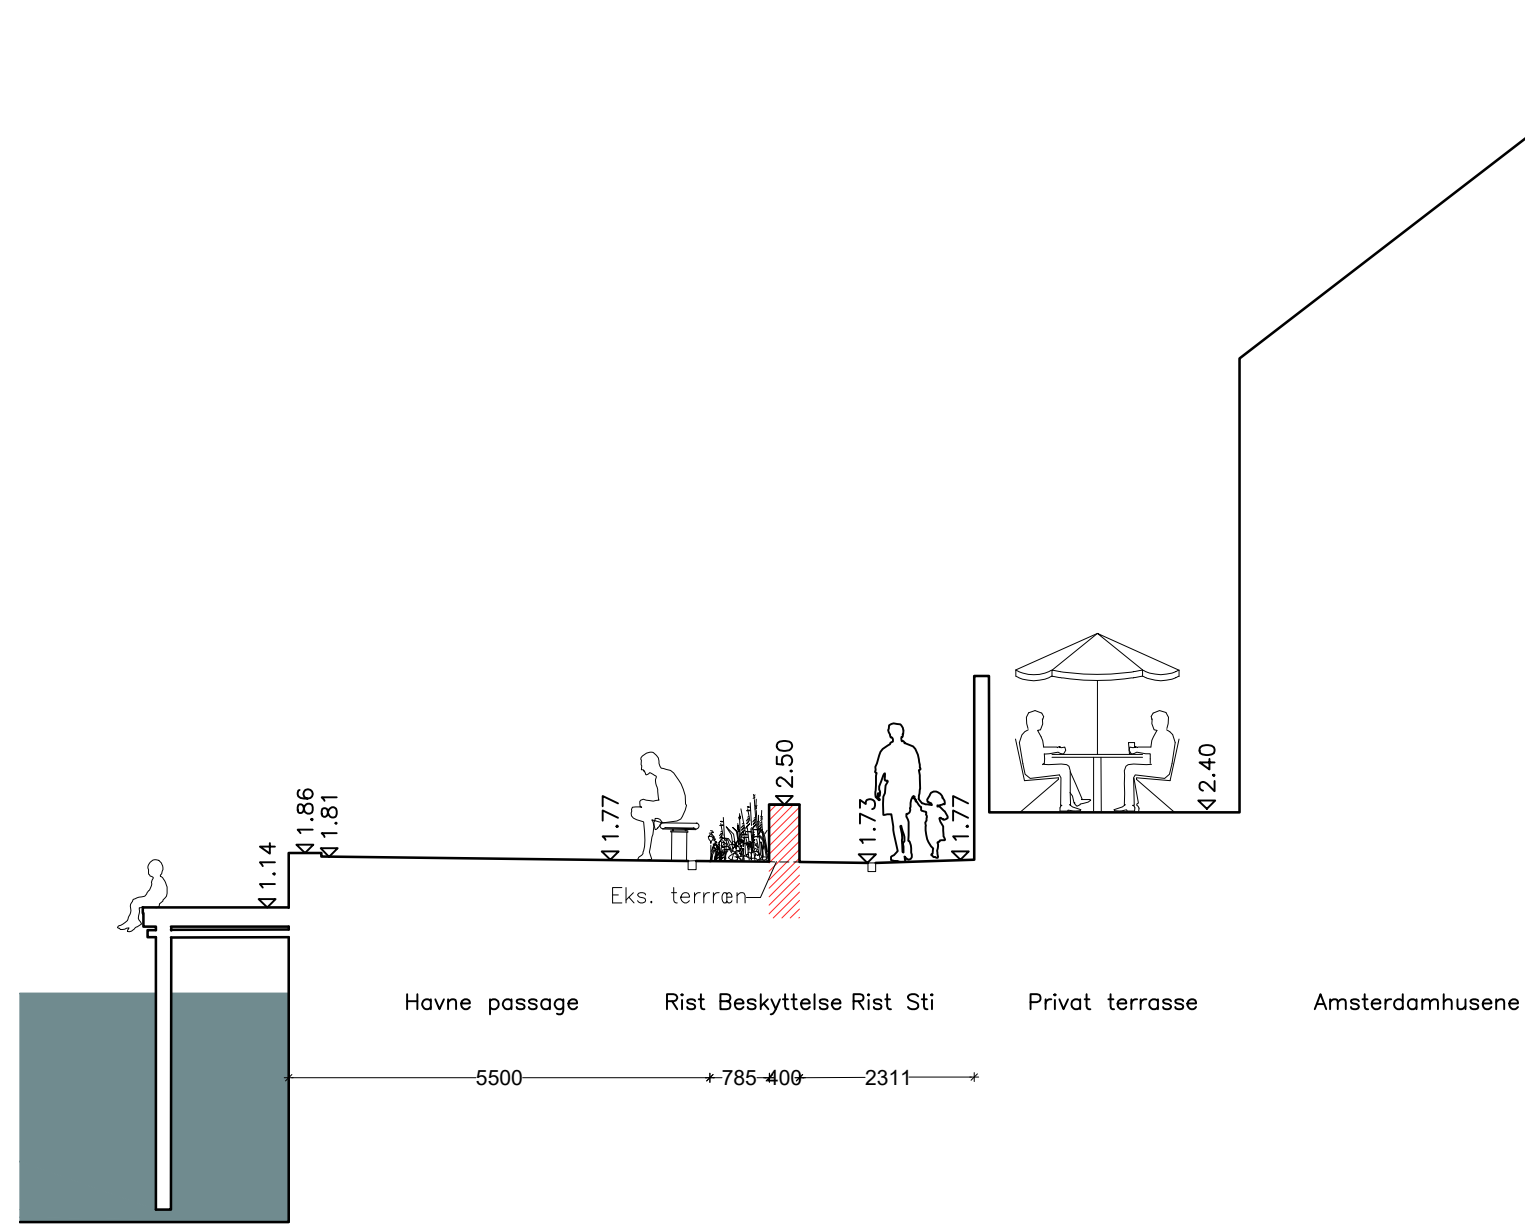 2.50
2.40
1.86
1.81
1.77
1.73
1.77
1.14
Eks. terrræn
Havne passage
Rist
Beskyttelse
Rist
Sti
Privat terrasse
Amsterdamhusene
5500
785
400
2311